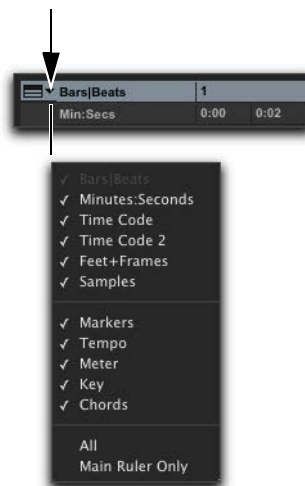 Bars|Beats 1
Min:Secs 0:00 0:02
✓ Bars|Beats
✓ Minutes:Seconds
✓ Time Code
✓ Time Code 2
✓ Feet+Frames
✓ Samples
✓ Markers
✓ Tempo
✓ Meter
✓ Key
✓ Chords
All
Main Ruler Only